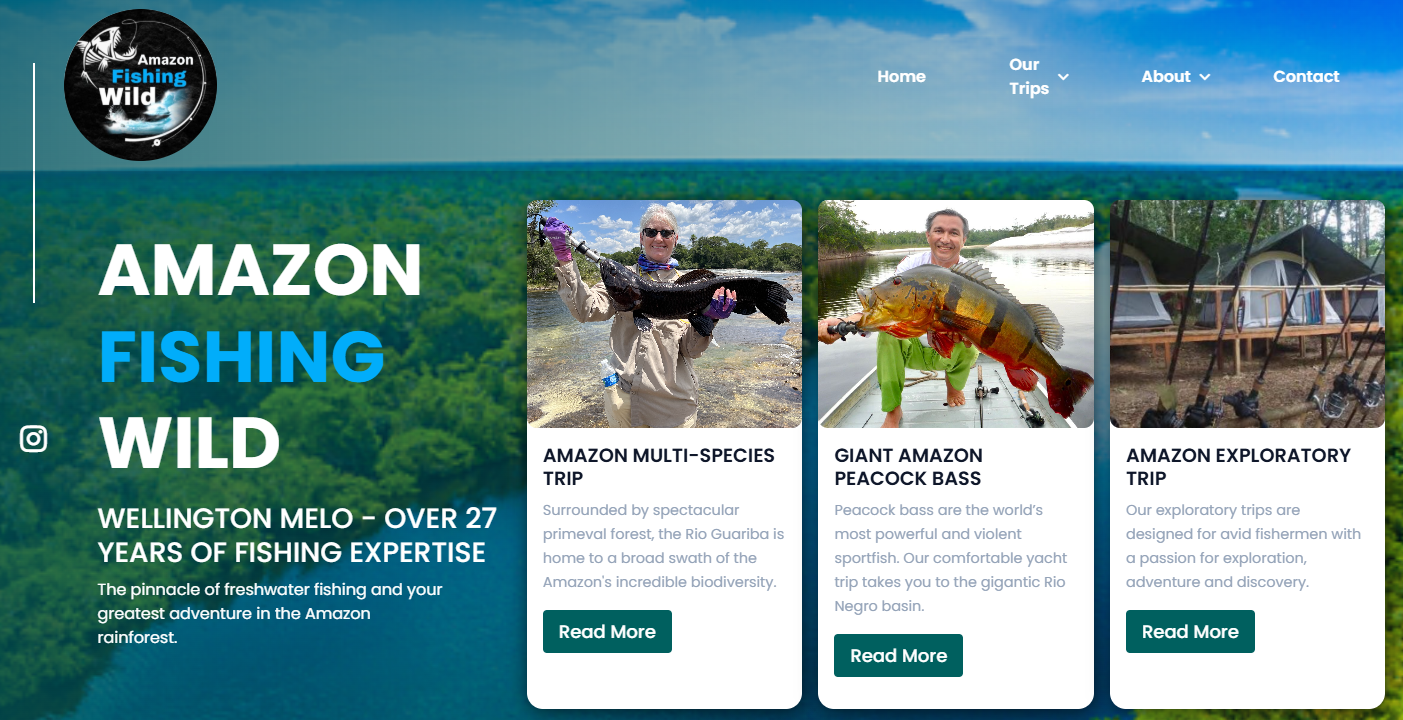 Amazon
Fishing
Wild
Home
Our
Trips
About
Contact
AMAZON
FISHING
WILD
WELLINGTON MELO - OVER 27
YEARS OF FISHING EXPERTISE
The pinnacle of freshwater fishing and your
greatest adventure in the Amazon
rainforest.
AMAZON MULTI-SPECIES
TRIP
Surrounded by spectacular
primeval forest, the Rio Guariba is
home to a broad swath of the
Amazon's incredible biodiversity.
Read More
GIANT AMAZON
PEACOCK BASS
Peacock bass are the world's
most powerful and violent
sportfish. Our comfortable yacht
trip takes you to the gigantic Rio
Negro basin.
Read More
AMAZON EXPLORATORY
TRIP
Our exploratory trips are
designed for avid fishermen with
a passion for exploration,
adventure and discovery.
Read More